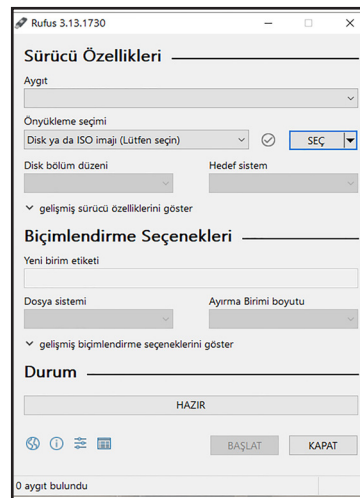 Rufus 3.13.1730
Sürücü Özellikleri
Aygıt
Önyükleme seçimi
Disk ya da ISO imajı (Lütfen seçin)
SEÇ
Disk bölüm düzeni
Hedef sistem
gelişmiş sürücü özelliklerini göster
Biçimlendirme Seçenekleri
Yeni birim etiketi
Dosya sistemi
Ayırma Birimi boyutu
gelişmiş biçimlendirme seçeneklerini göster
Durum
HAZIR
BAŞLAT
KAPAT
0 aygıt bulundu